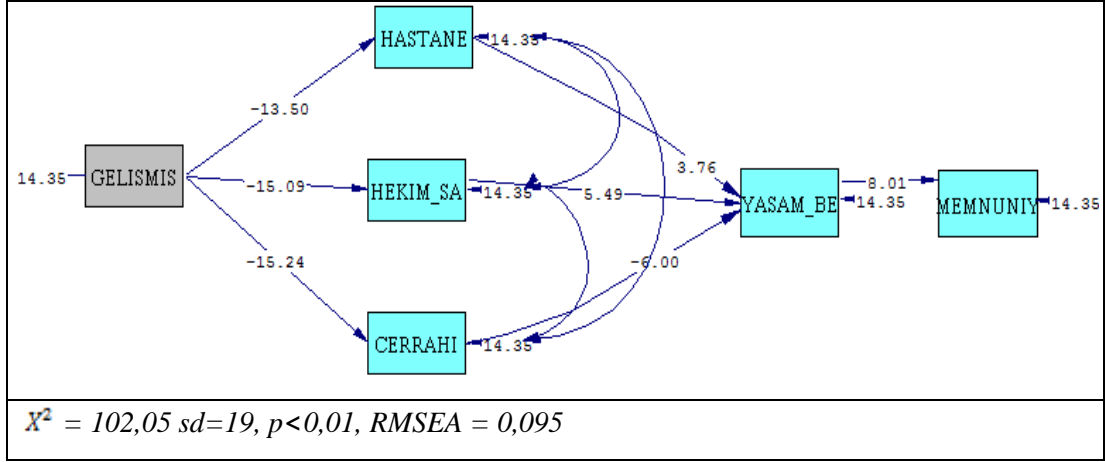 HASTANE
14.35
-13.50
14.35
GELISMIS
-15.09
HEKIM_SA
14.35
5.49
3.76
YASAM_BE
14.35
8.01
MEMNUNIY
14.35
-15.24
-6.00
CERRAHI
14.35
X² = 102,05 sd=19, p<0,01, RMSEA = 0,095